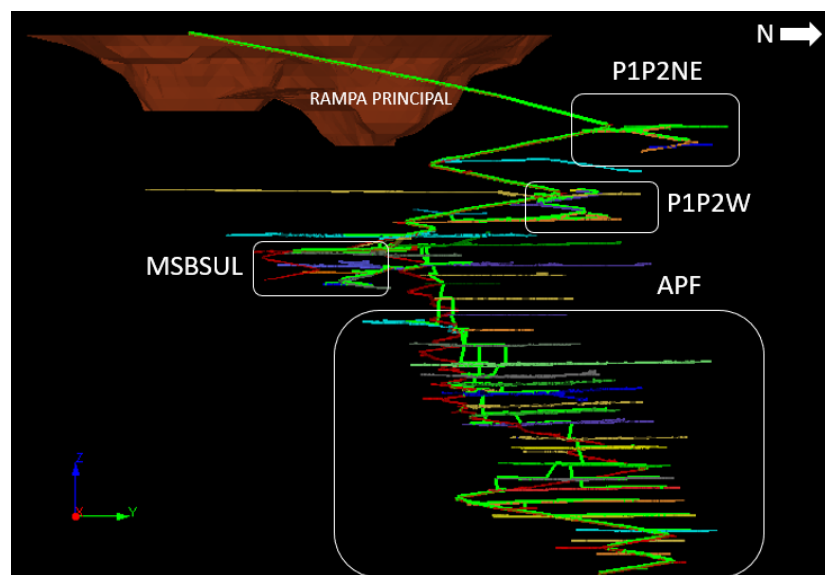 N
P1P2NE
RAMPA PRINCIPAL
P1P2W
MSBSUL
APF
Z
X
Y